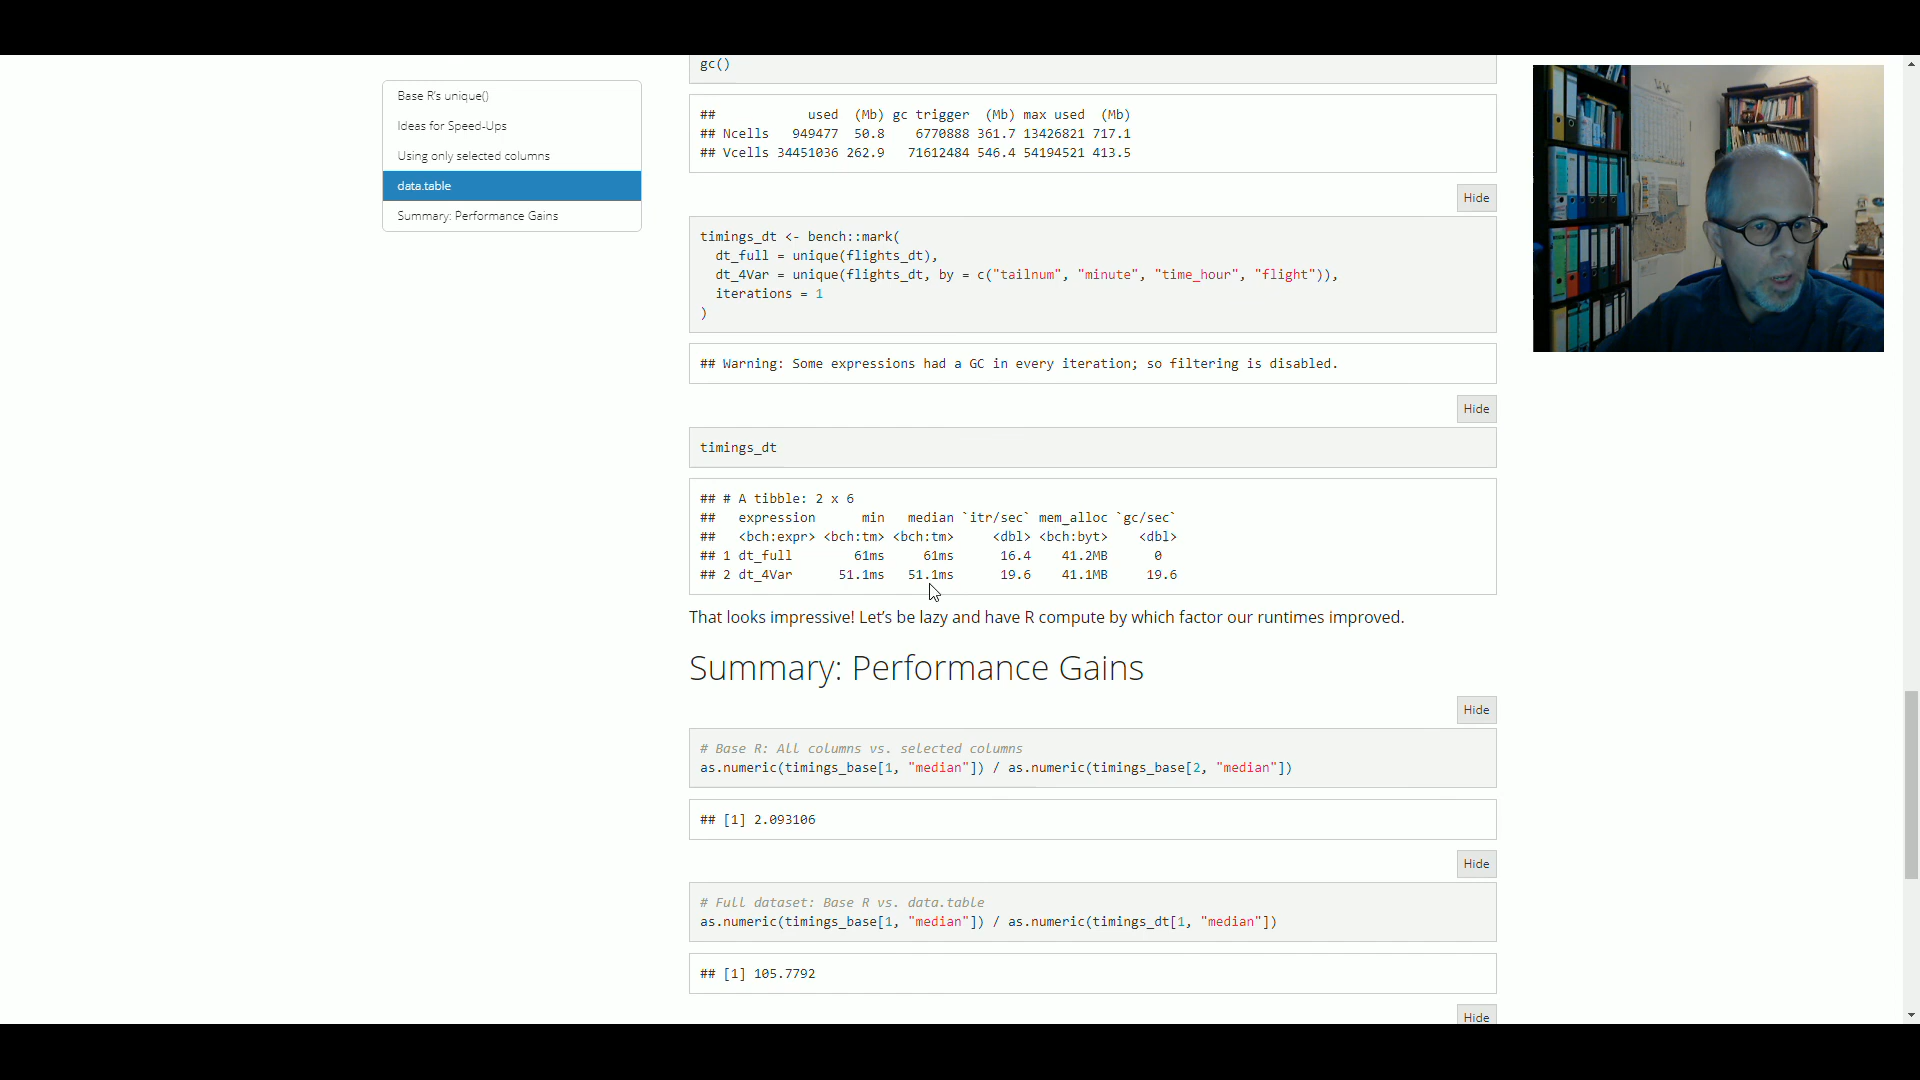 Base R's unique()
Ideas for Speed-Ups
Using only selected columns
data.table
Summary: Performance Gains
gc()
##            used  (Mb) gc trigger  (Mb) max used  (Mb)
## Ncells   949477  50.8    6770888 361.7 13426821 717.1
## Vcells 34451036 262.9   71612484 546.4 54194521 413.5
Hide
timings_dt <- bench::mark(
  dt_full = unique(flights_dt),
  dt_4Var = unique(flights_dt, by = c("tailnum", "minute", "time_hour", "flight")),
  iterations = 1
)
## Warning: Some expressions had a GC in every iteration; so filtering is disabled.
Hide
timings_dt
## # A tibble: 2 x 6
##   expression      min   median `itr/sec` mem_alloc `gc/sec`
##   <bch:expr> <bch:tm> <bch:tm>     <dbl> <bch:byt>    <dbl>
## 1 dt_full        61ms     61ms      16.4    41.2MB      0
## 2 dt_4Var      51.1ms   51.1ms      19.6    41.1MB     19.6
That looks impressive! Let's be lazy and have R compute by which factor our runtimes improved.
Summary: Performance Gains
Hide
# Base R: All columns vs. selected columns
as.numeric(timings_base[1, "median"]) / as.numeric(timings_base[2, "median"])
## [1] 2.093106
Hide
# Full dataset: Base R vs. data.table
as.numeric(timings_base[1, "median"]) / as.numeric(timings_dt[1, "median"])
## [1] 105.7792
Hide